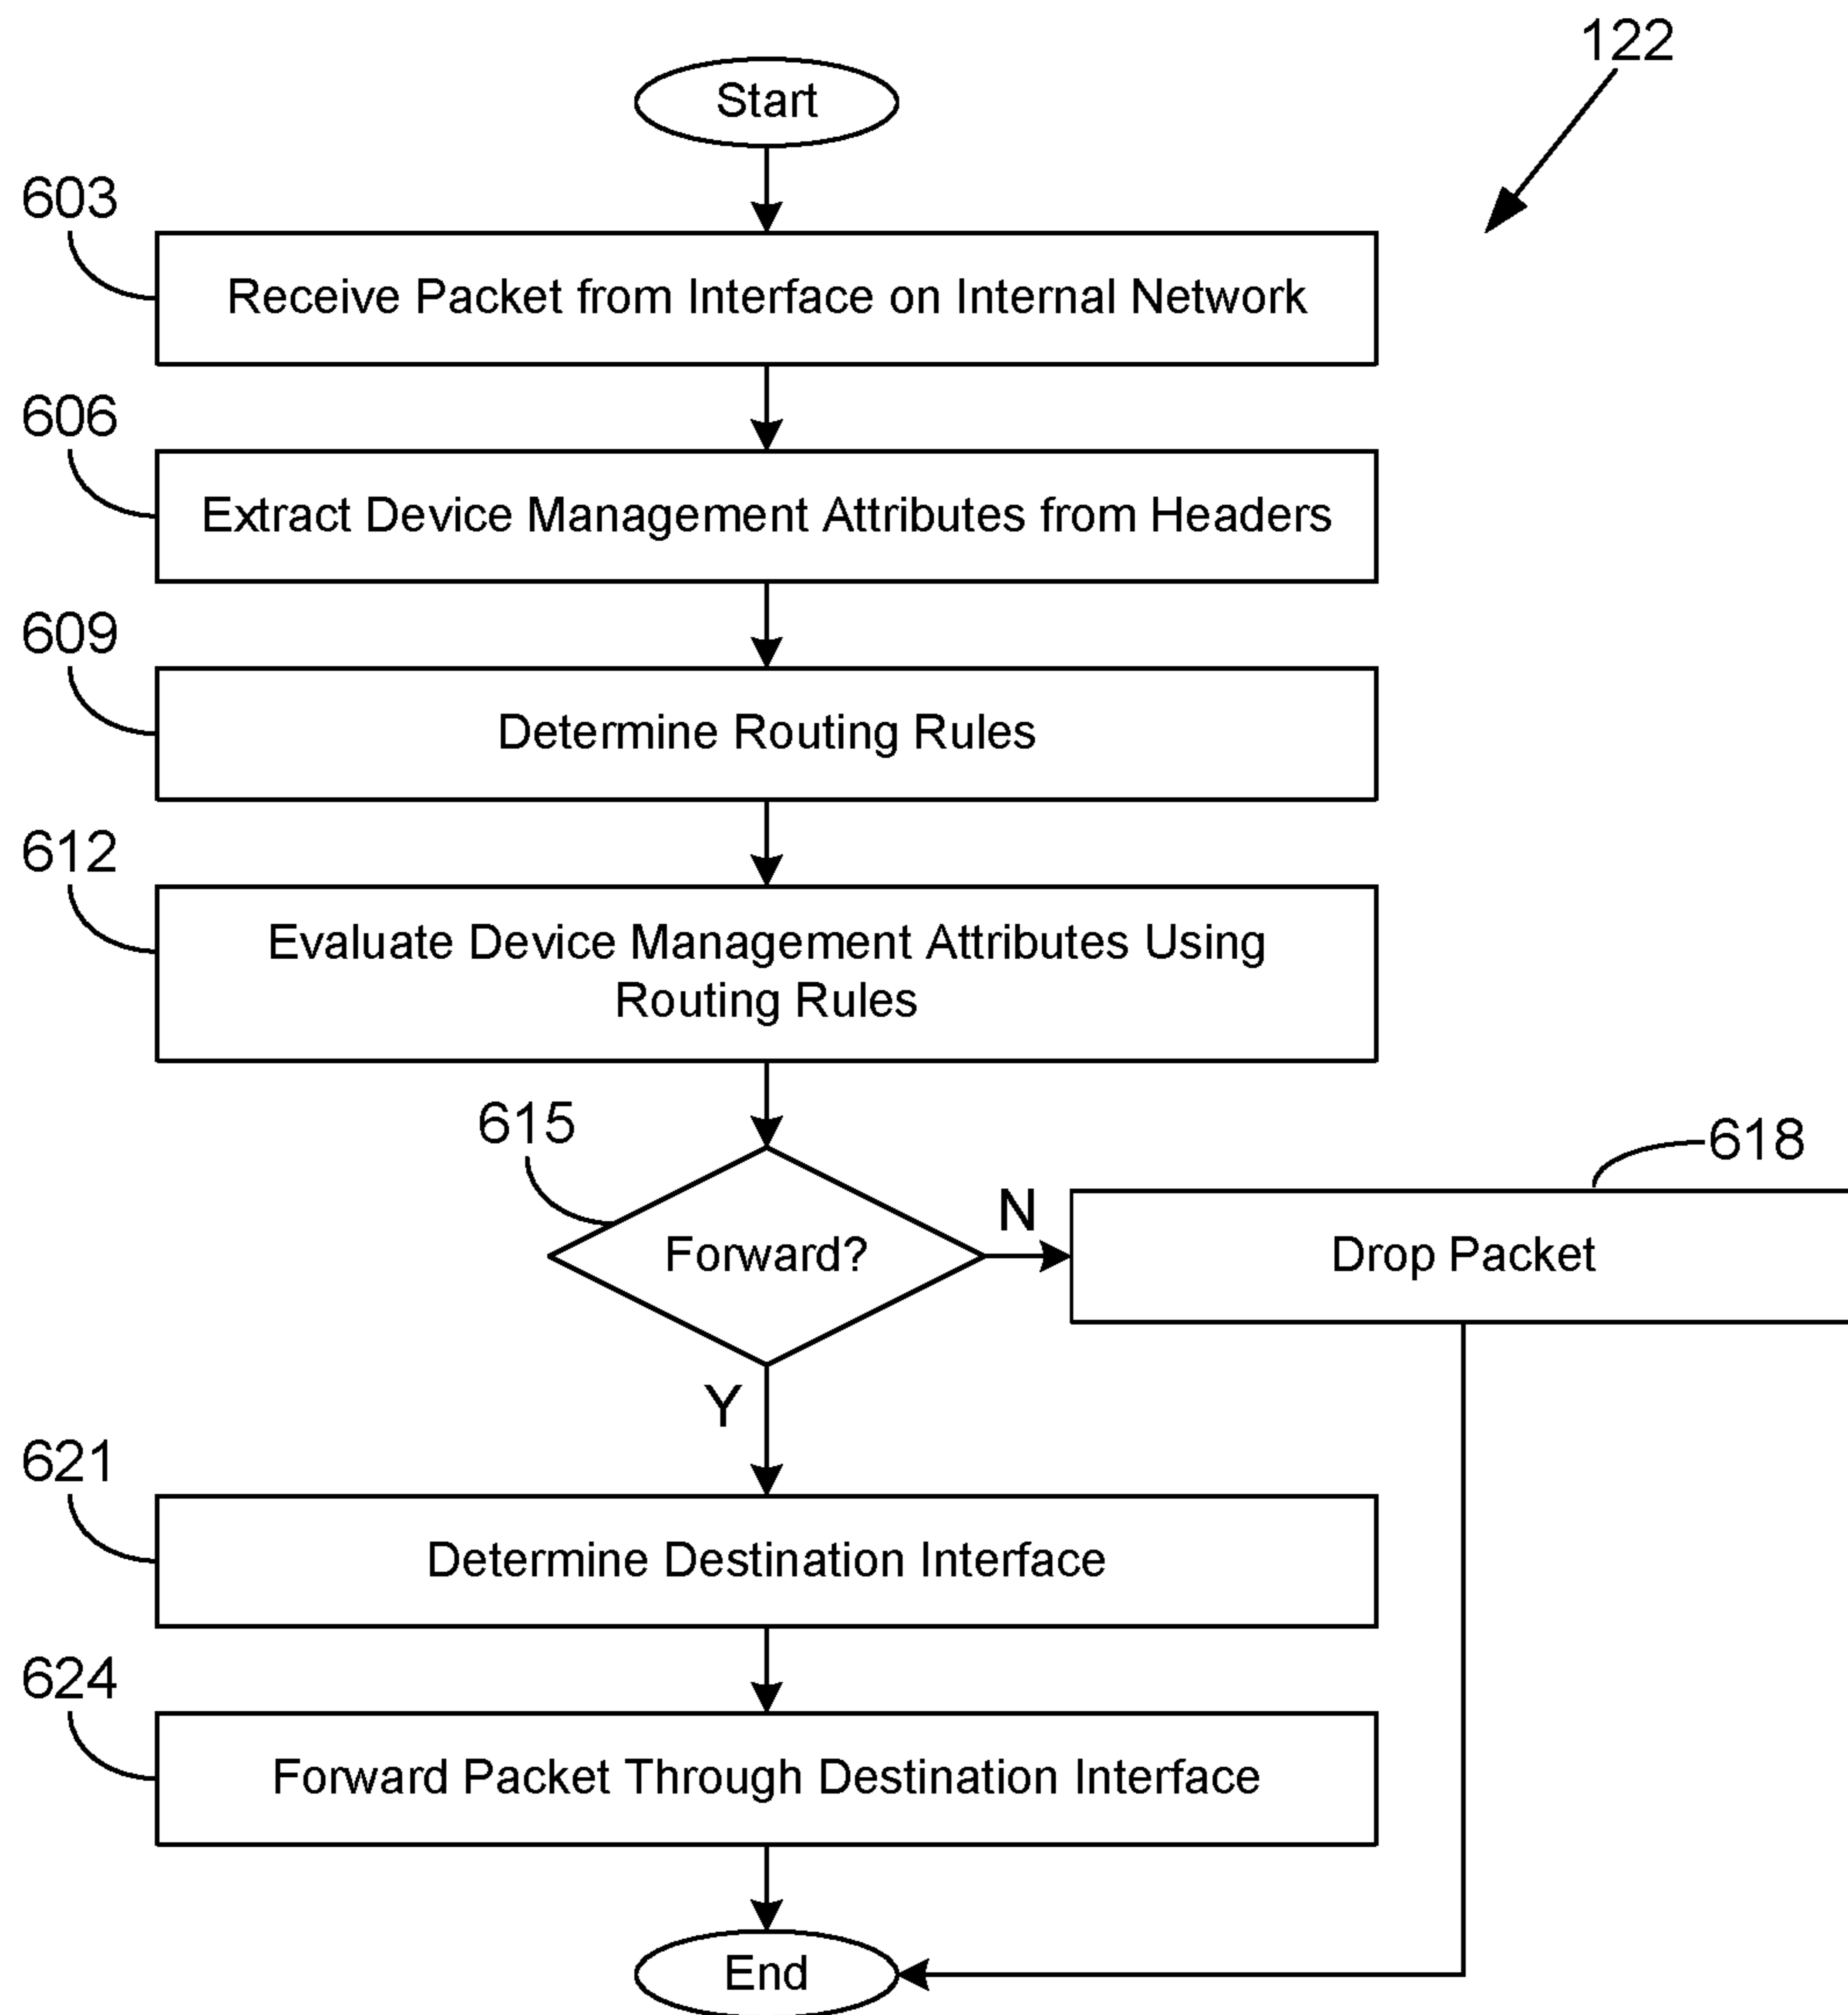 122
Start
603
Receive Packet from Interface on Internal Network
606
Extract Device Management Attributes from Headers
609
Determine Routing Rules
612
Evaluate Device Management Attributes Using
Routing Rules
615
618
Forward?
N
Drop Packet
Y
621
Determine Destination Interface
624
Forward Packet Through Destination Interface
End